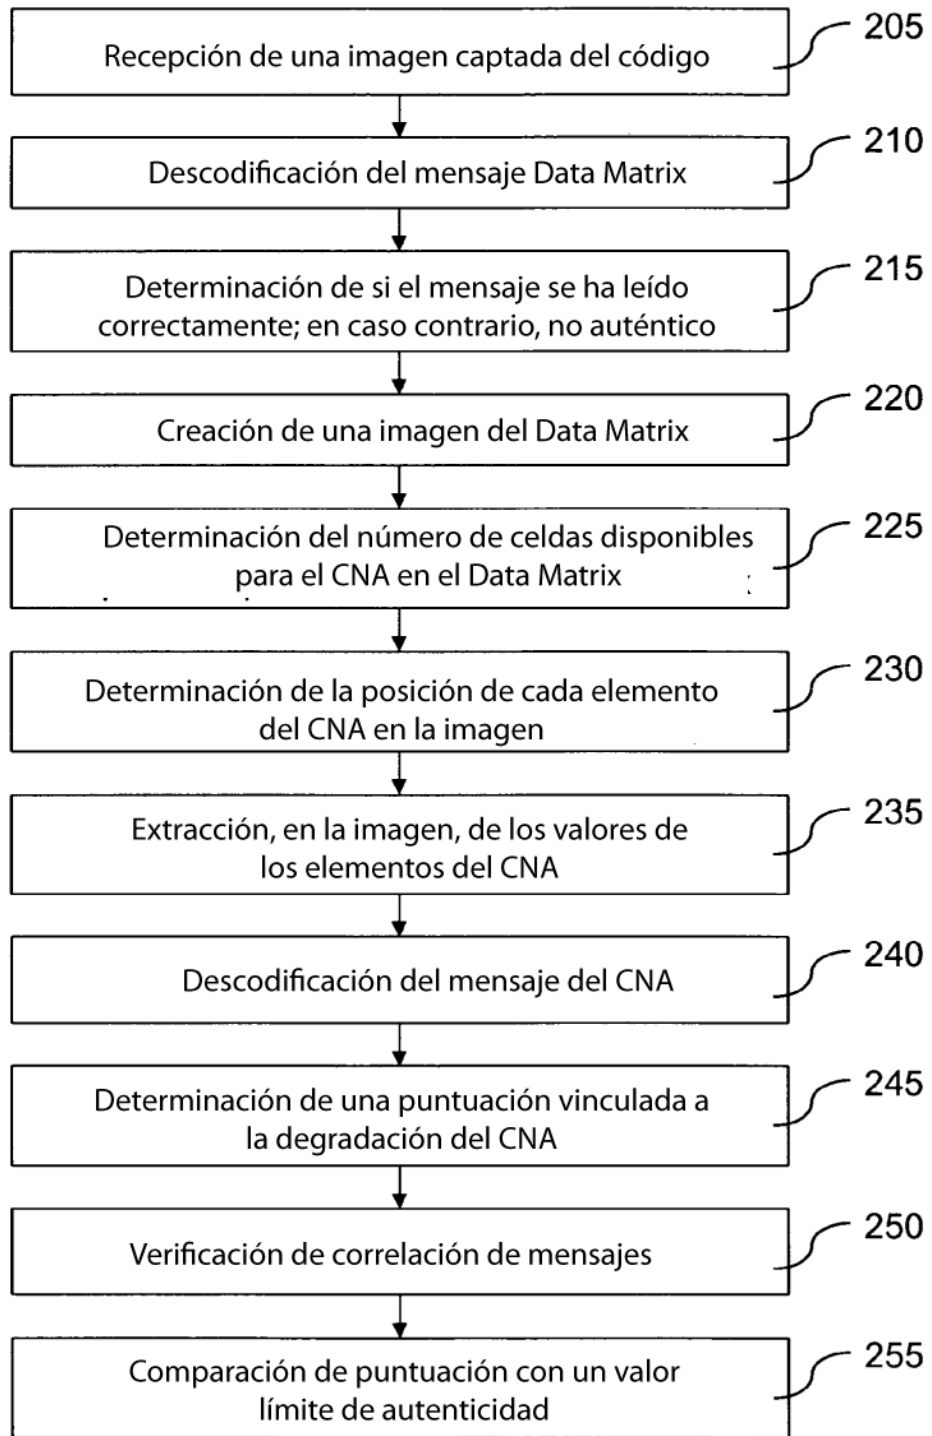 Recepción de una imagen captada del código
205
Descodificación del mensaje Data Matrix
210
Determinación de si el mensaje se ha leído
correctamente; en caso contrario, no auténtico
215
Creación de una imagen del Data Matrix
220
Determinación del número de celdas disponibles
para el CNA en el Data Matrix
225
Determinación de la posición de cada elemento
del CNA en la imagen
230
Extracción, en la imagen, de los valores de
los elementos del CNA
235
Descodificación del mensaje del CNA
240
Determinación de una puntuación vinculada a
la degradación del CNA
245
Verificación de correlación de mensajes
250
Comparación de puntuación con un valor
límite de autenticidad
255